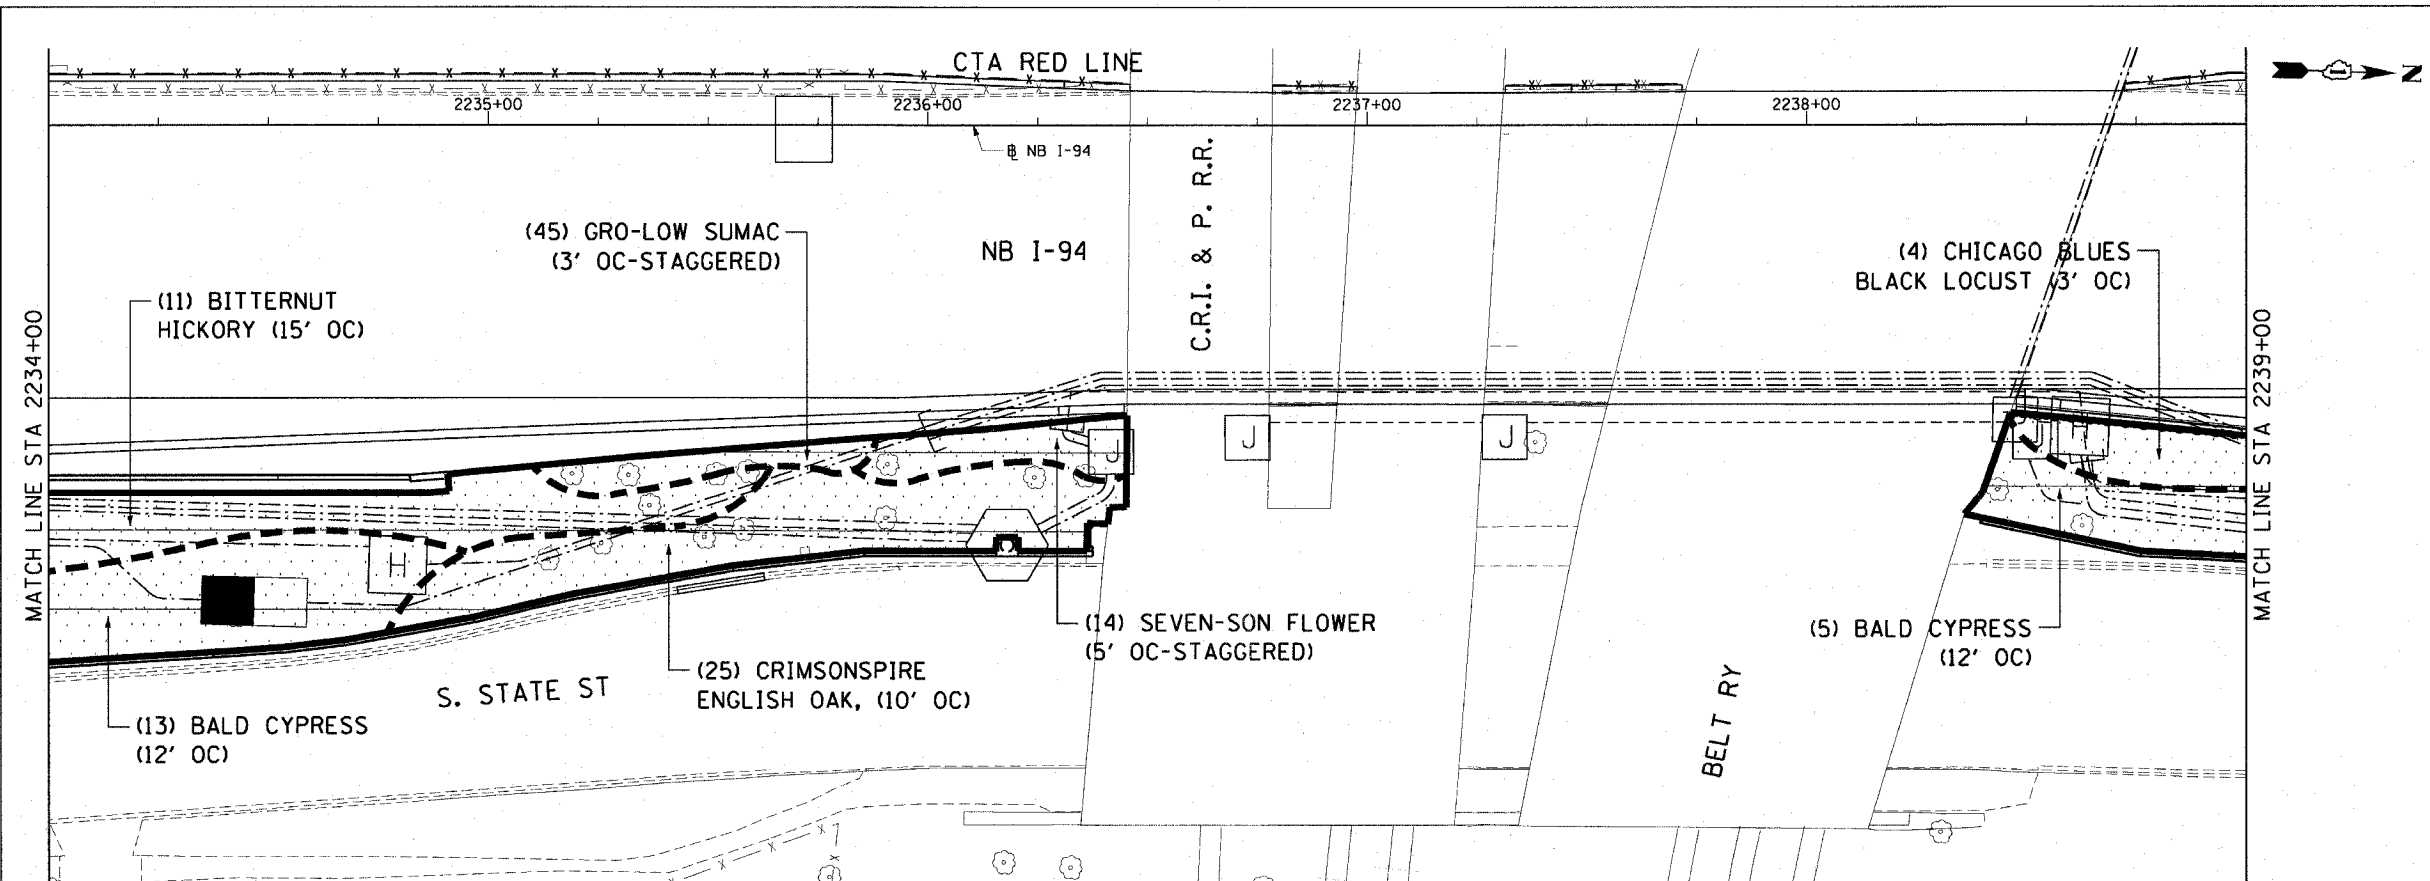 CTA RED LINE
N
2235+00
2236+00
2237+00
2238+00
NB I-94
(45) GRO-LOW SUMAC
(3' OC-STAGGERED)
NB I-94
C.R.I. & P. R.R.
(4) CHICAGO BLUES
BLACK LOCUST (3' OC)
(11) BITTERNUT
HICKORY (15' OC)
MATCH LINE STA 2234+00
MATCH LINE STA 2239+00
J
J
J
J
H
H
(14) SEVEN-SON FLOWER
(5' OC-STAGGERED)
(5) BALD CYPRESS
(12' OC)
(25) CRIMSONSPIRE
ENGLISH OAK, (10' OC)
S. STATE ST
(13) BALD CYPRESS
(12' OC)
BELT RY